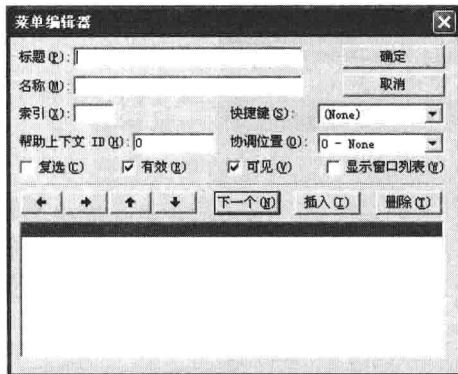 菜单编辑器
标题(P):
确定
名称(M):
取消
索引(X):
快捷键(S):
(None)
帮助上下文 ID(H): 0
协调位置(O):
0 - None
复选(C)
有效(E)
可见(V)
显示窗口列表(W)
下一个(N)
插入(I)
删除(T)